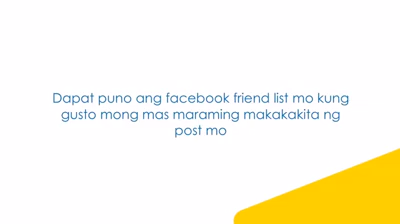 Dapat puno ang facebook friend list mo kung
gusto mong mas maraming makakakita ng
post mo